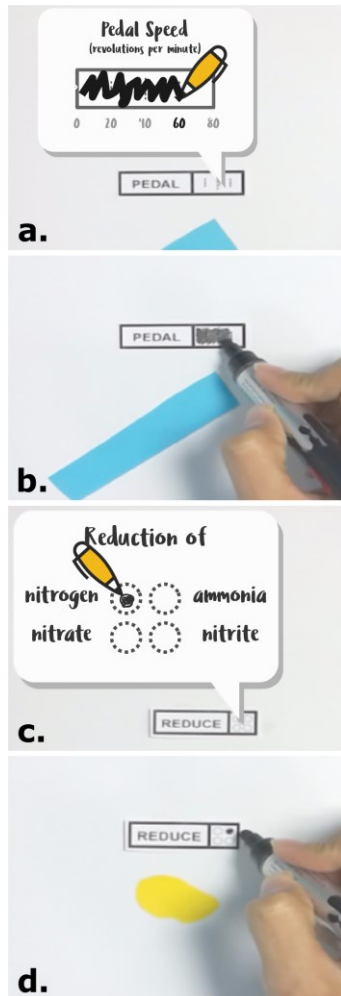 Pedal Speed
(revolutions per minute)
0 20 40 60 80
PEDAL
a.
PEDAL
b.
Reduction of
nitrogen ammonia
nitrate nitrite
REDUCE
c.
REDUCE
d.